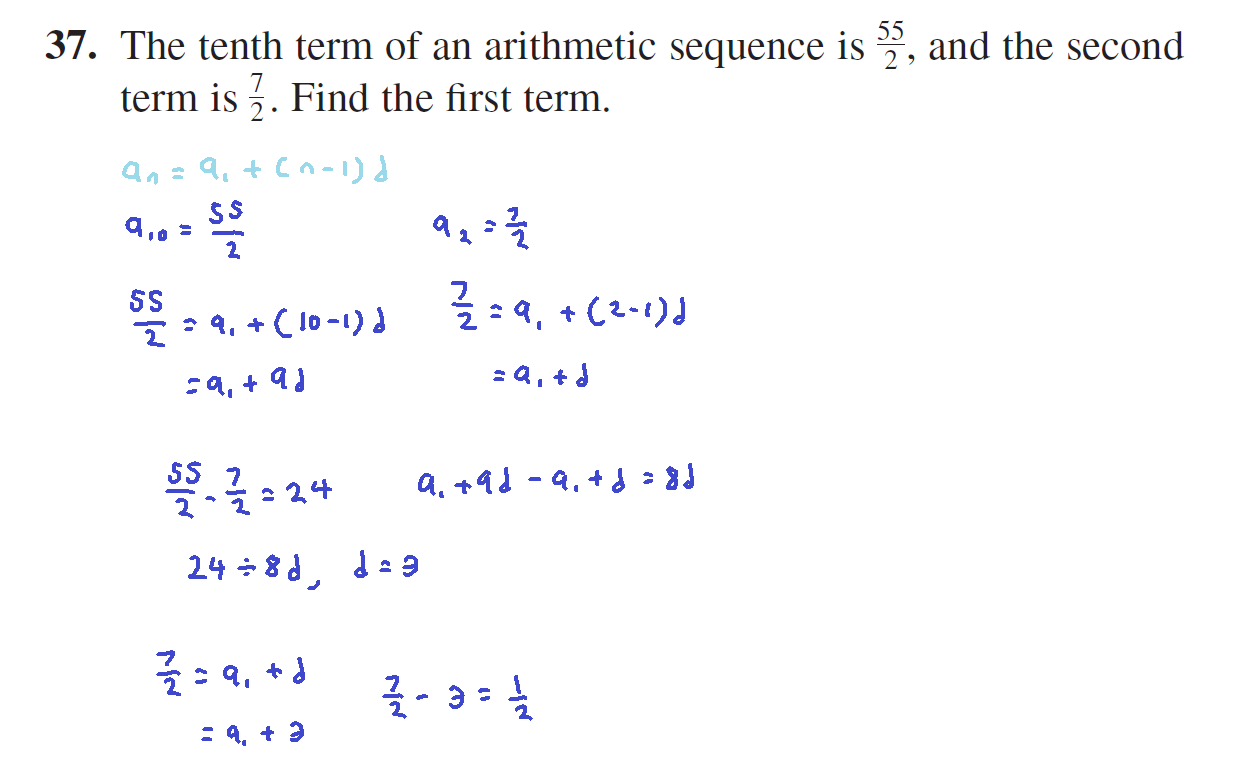 37. The tenth term of an arithmetic sequence is 55/2, and the second
term is 7/2. Find the first term.
aₙ = a₁ + (n-1)d
a₁₀ = 55/2    a₂ = 7/2
55/2 = a₁ + (10-1)d    7/2 = a₁ + (2-1)d
= a₁ + 9d    = a₁ + d
55/2 - 7/2 = 24    a₁ + 9d - a₁ + d = 8d
24 ÷ 8d, d = 3
7/2 = a₁ + d    7/2 - 3 = 1/2
= a₁ + 3